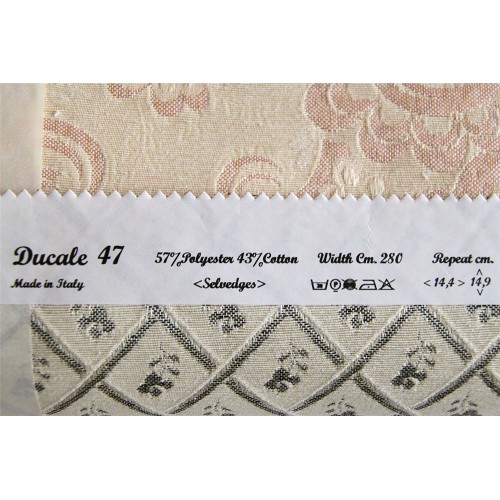 Ducale 47 57%Polyester 43%Cotton Width Cm. 280 Repeat cm.
Made in Italy <Selvedges> <14,4> 14,9